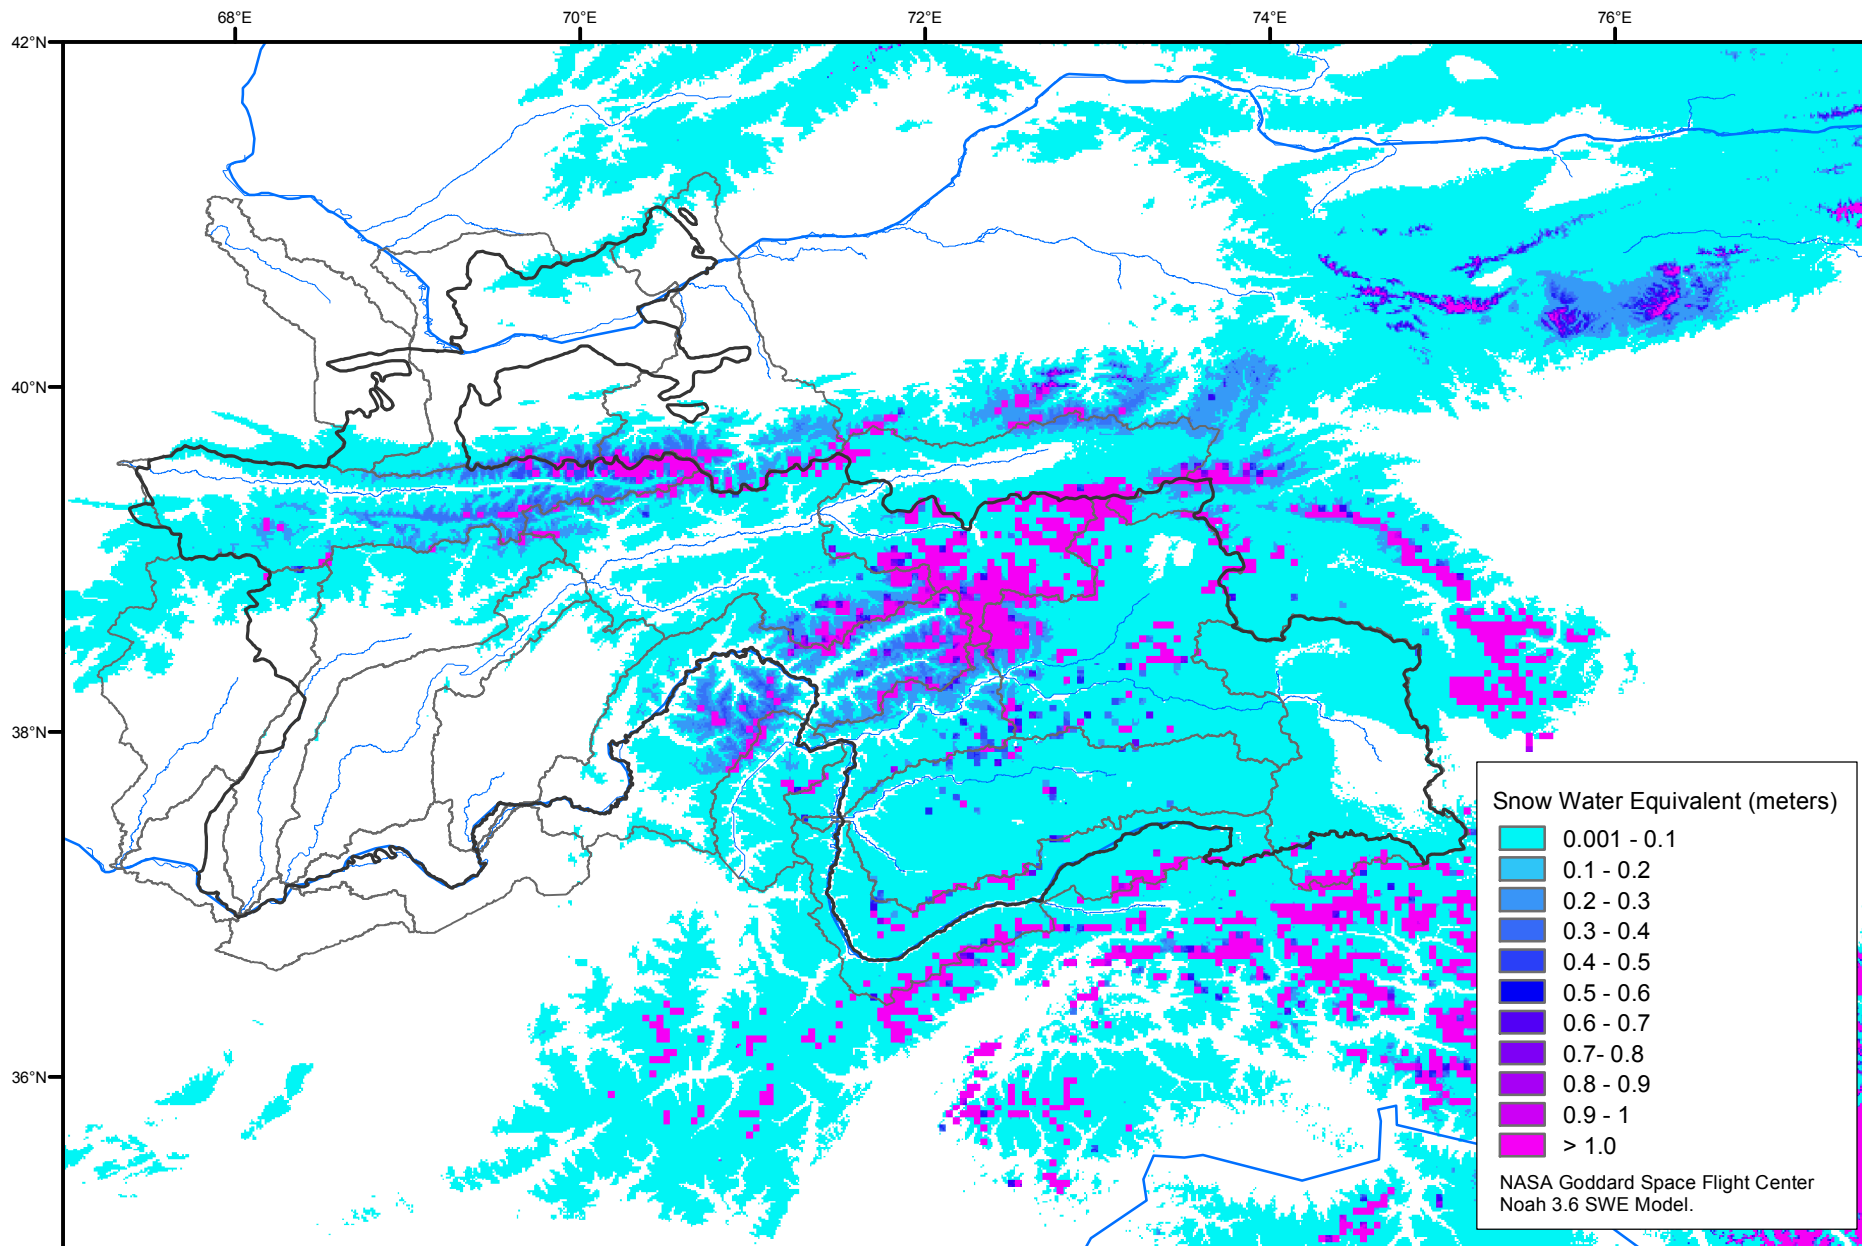 68°E 70°E 72°E 74°E 76°E
42°N
40°N
38°N
36°N
Snow Water Equivalent (meters)
0.001 - 0.1
0.1 - 0.2
0.2 - 0.3
0.3 - 0.4
0.4 - 0.5
0.5 - 0.6
0.6 - 0.7
0.7- 0.8
0.8 - 0.9
0.9 - 1
> 1.0
NASA Goddard Space Flight Center
Noah 3.6 SWE Model.